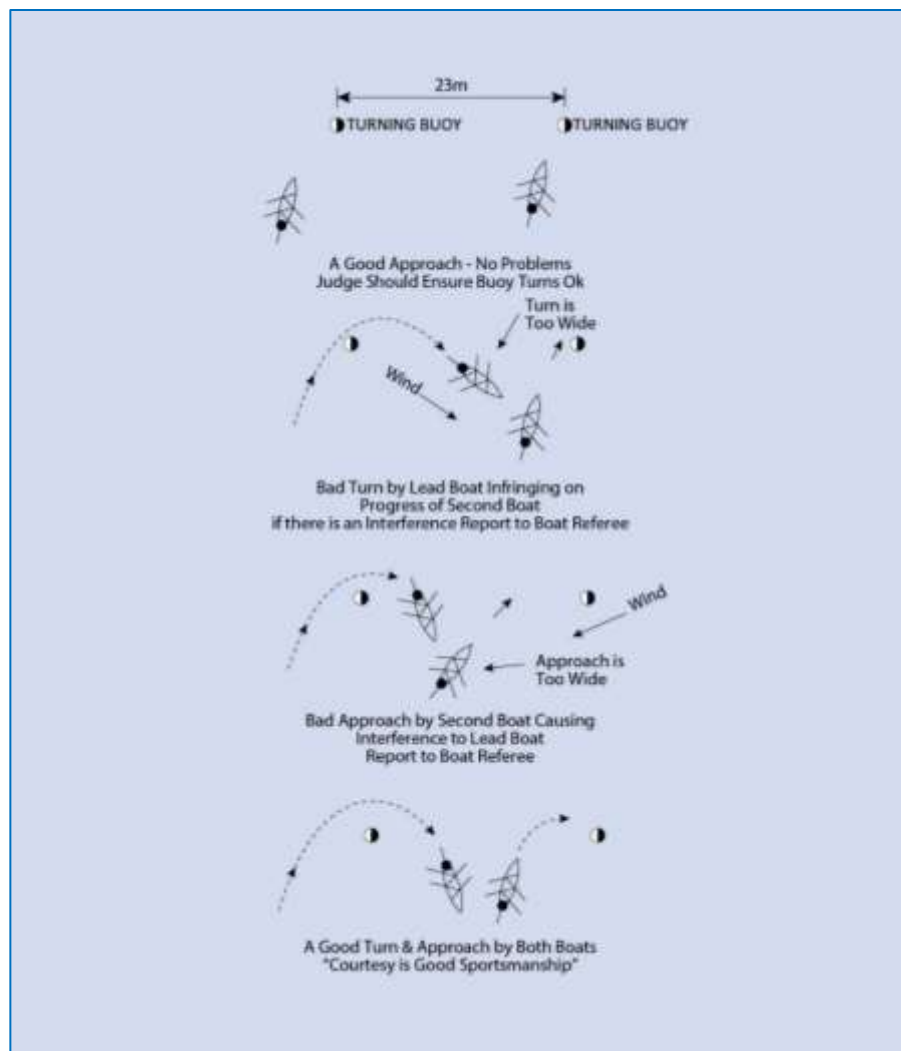 23m
TURNING BUOY
TURNING BUOY
A Good Approach - No Problems
Judge Should Ensure Buoy Turns Ok
Turn is
Too Wide
Wind
Bad Turn by Lead Boat Infringing on
Progress of Second Boat
if there is an Interference Report to Boat Referee
Wind
Approach is
Too Wide
Bad Approach by Second Boat Causing
Interference to Lead Boat
Report to Boat Referee
A Good Turn & Approach by Both Boats
"Courtesy is Good Sportsmanship"